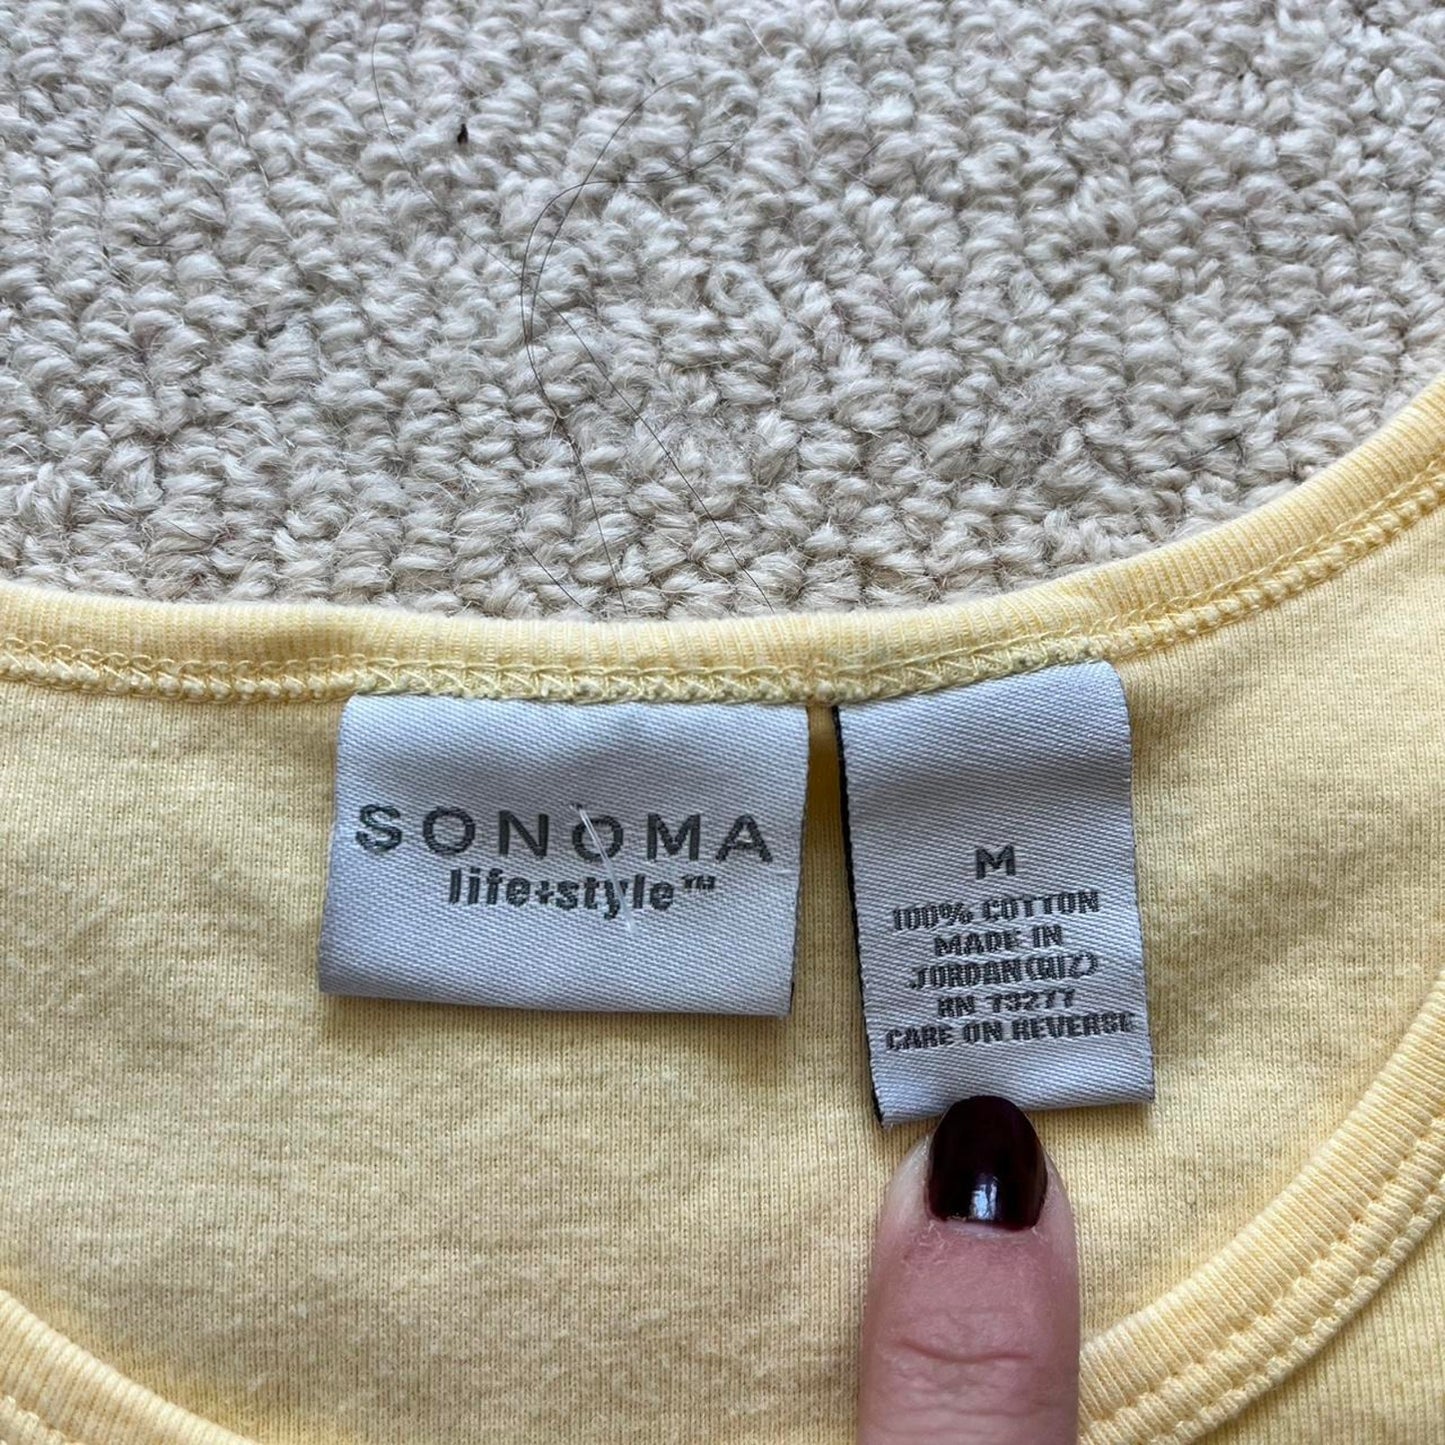 SONOMA
life+style™
M
100% COTTON
MADE IN
JORDAN(QIZ)
RN 73277
CARE ON REVERSE